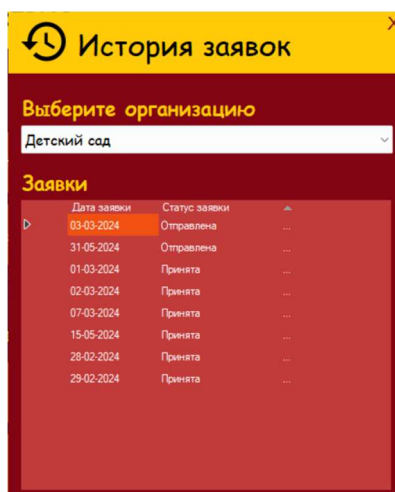 История заявок
Выберите организацию
Детский сад
Заявки
Дата заявки Статус заявки
03-03-2024 Отправлена ...
31-05-2024 Отправлена ...
01-03-2024 Принята ...
02-03-2024 Принята ...
07-03-2024 Принята ...
15-05-2024 Принята ...
28-02-2024 Принята ...
29-02-2024 Принята ...